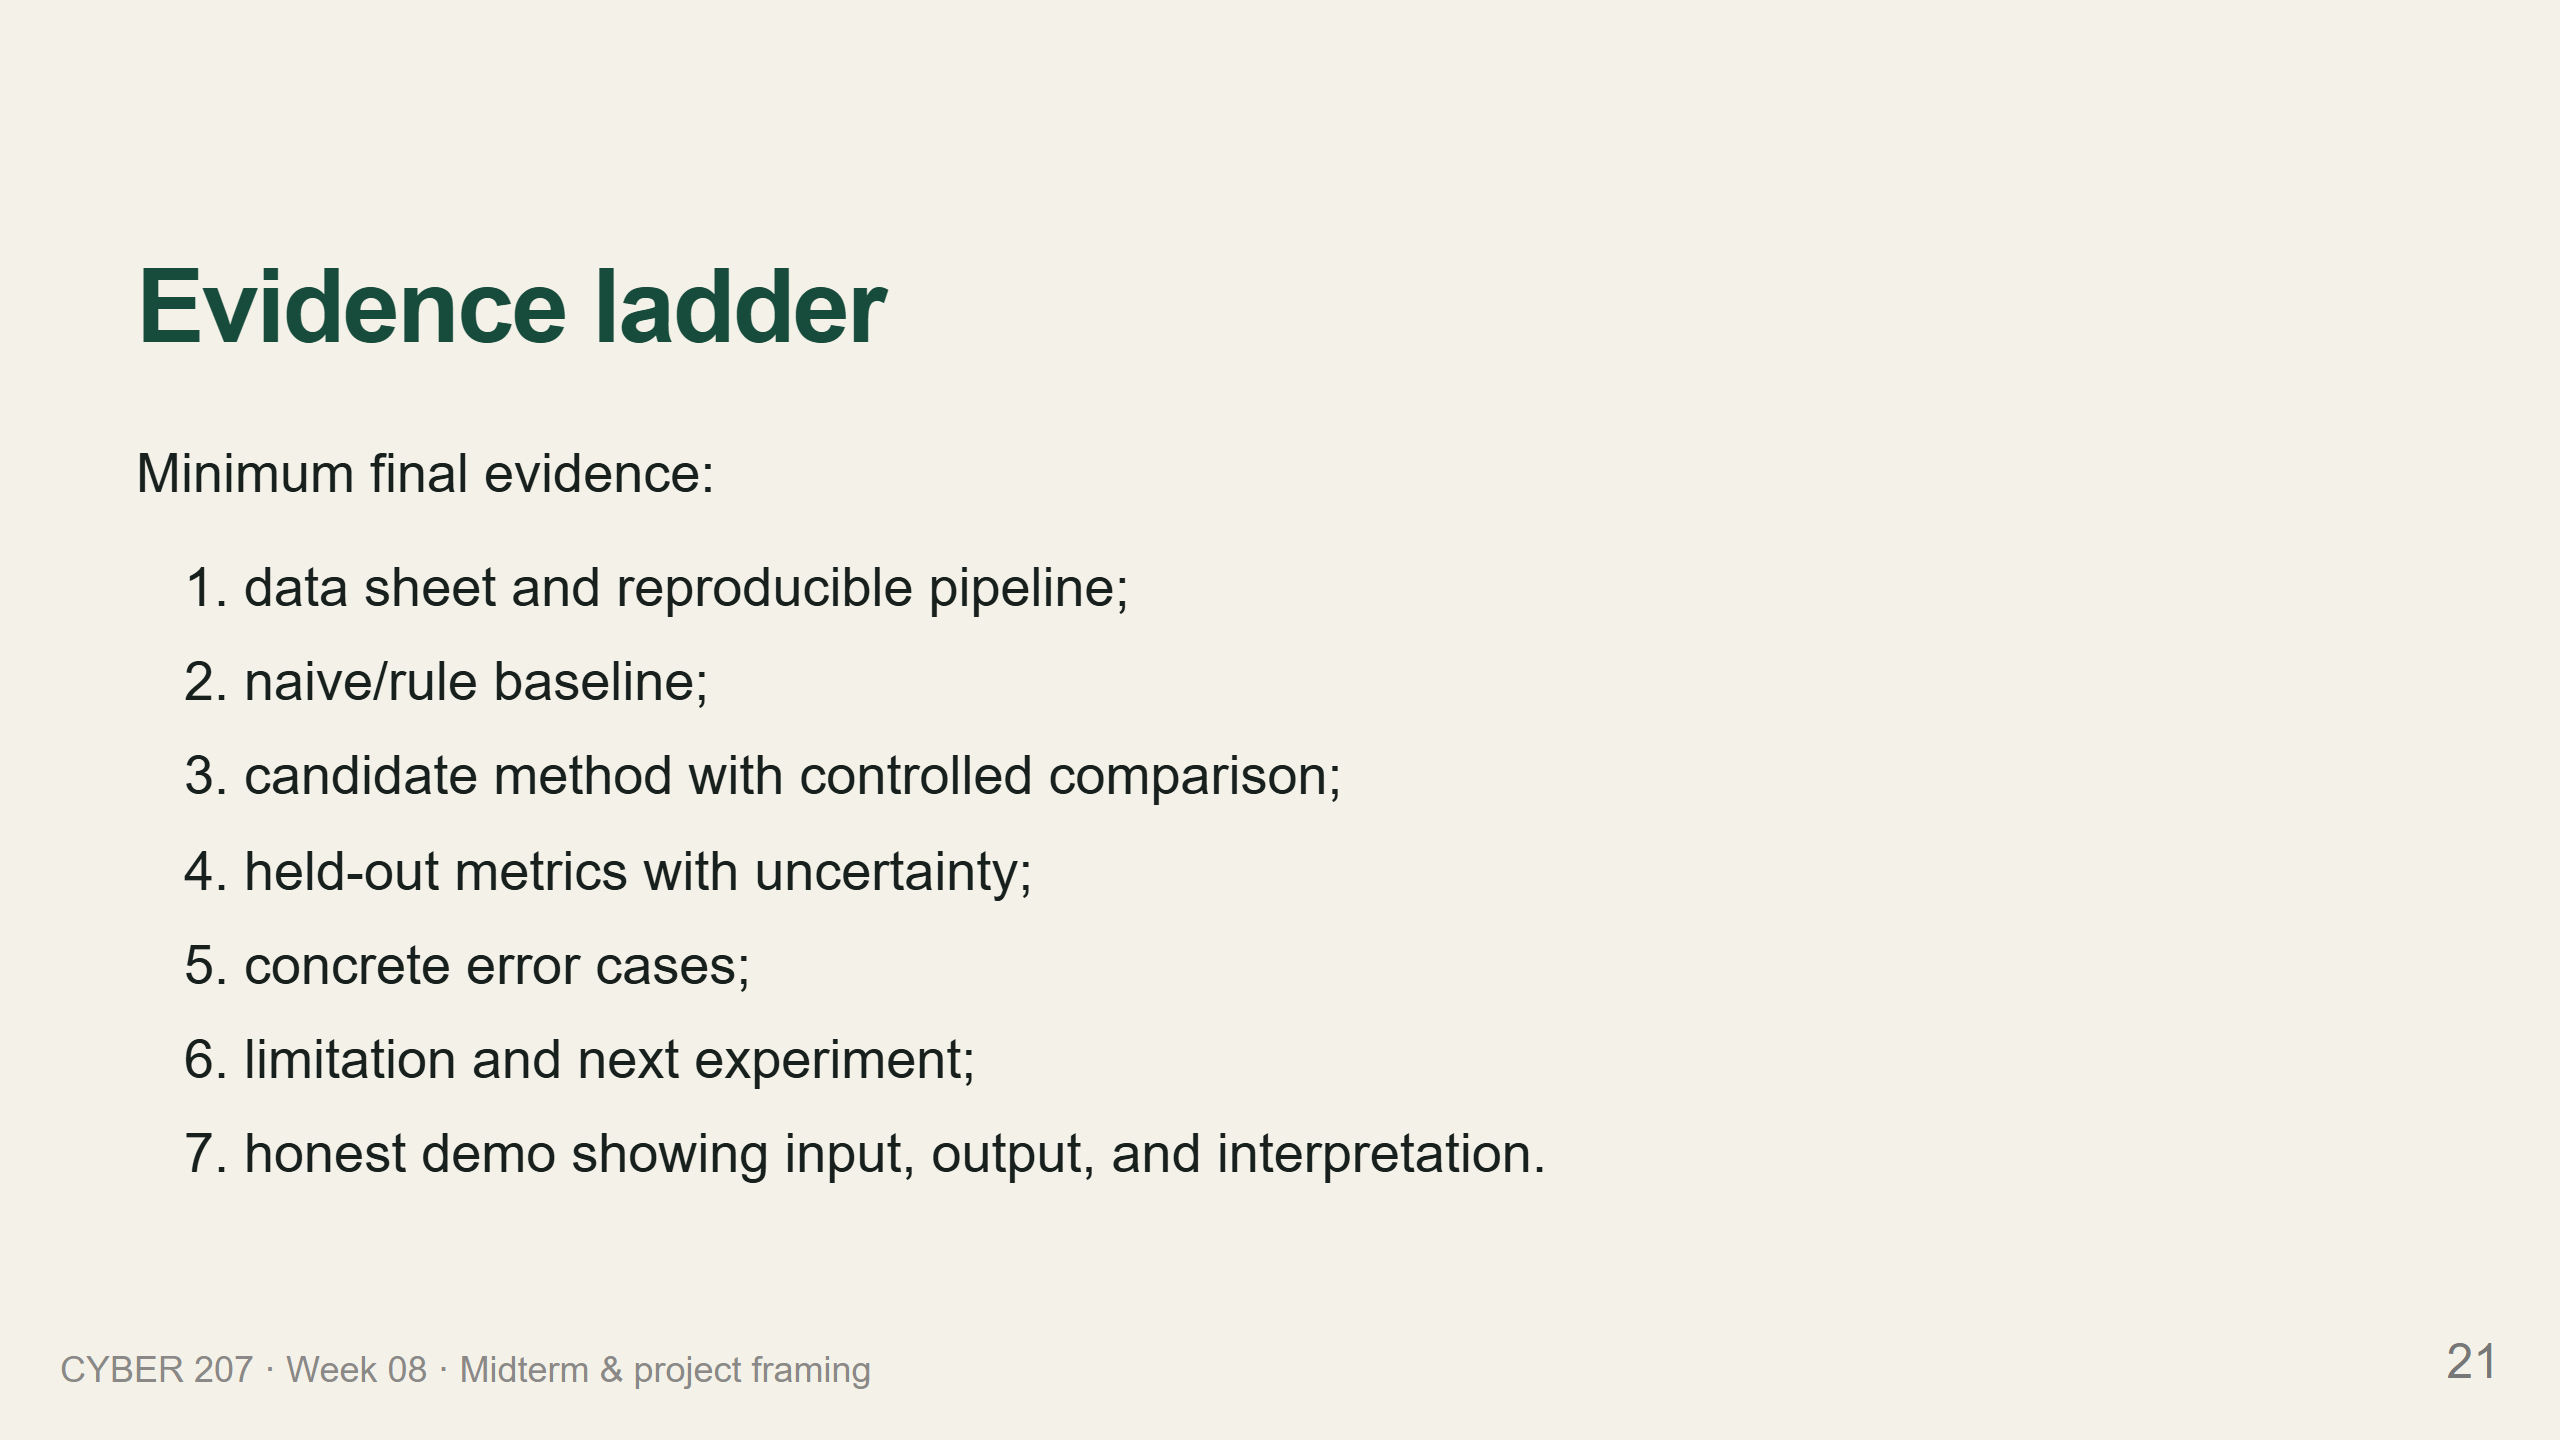 Evidence ladder
Minimum final evidence:
1. data sheet and reproducible pipeline;
2. naive/rule baseline;
3. candidate method with controlled comparison;
4. held-out metrics with uncertainty;
5. concrete error cases;
6. limitation and next experiment;
7. honest demo showing input, output, and interpretation.
CYBER 207 · Week 08 · Midterm & project framing
21